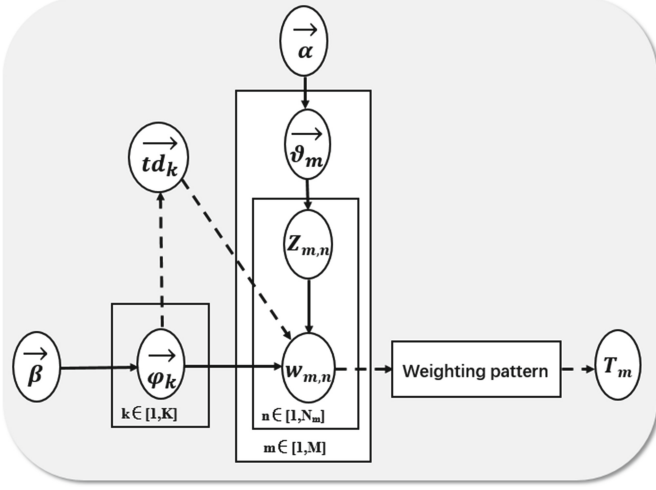 α
ϑm
tdk
Zm,n
β
φk
wm,n
Weighting pattern
Tm
k∈[1,K]
n∈[1,Nm]
m∈[1,M]